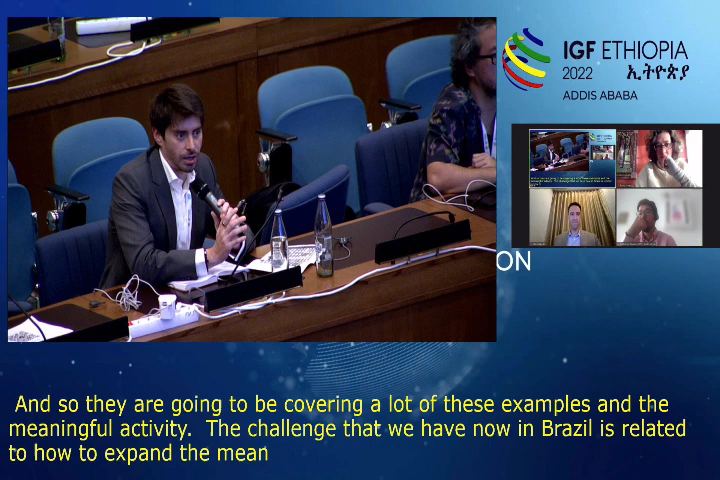 IGF ETHIOPIA
2022 ኢትዮጵያ
ADDIS ABABA
ON
And so they are going to be covering a lot of these examples and the
meaningful activity.  The challenge that we have now in Brazil is related
to how to expand the mean